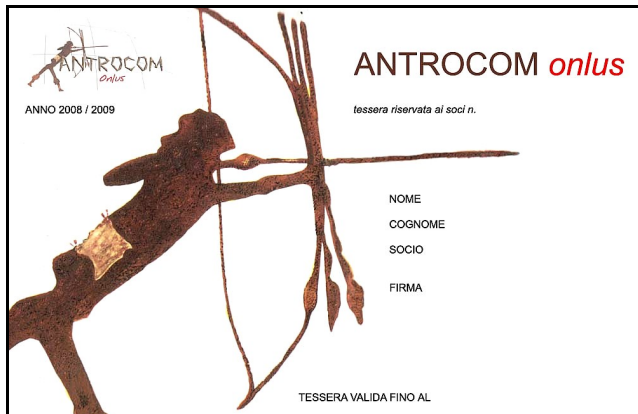 ANTROCOM
onlus
ANTROCOM onlus
ANNO 2008 / 2009
tessera riservata ai soci n.
NOME
COGNOME
SOCIO
FIRMA
TESSERA VALIDA FINO AL